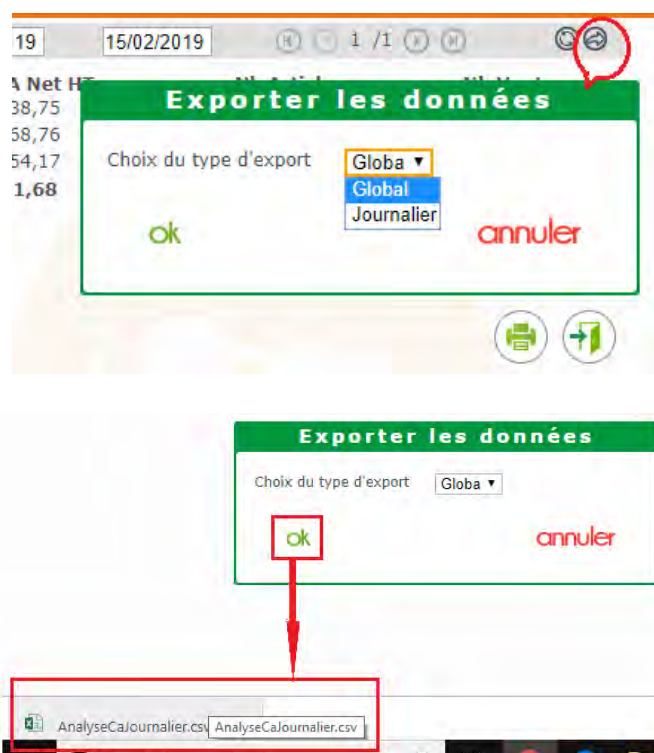 19 15/02/2019 1 /1
A Net HT
38,75
58,76
54,17
1,68
Exporter les données
Choix du type d'export Globa
Global
Journalier
ok annuler
Exporter les données
Choix du type d'export Globa
ok annuler
AnalyseCaJournalier.csv AnalyseCaJournalier.csv